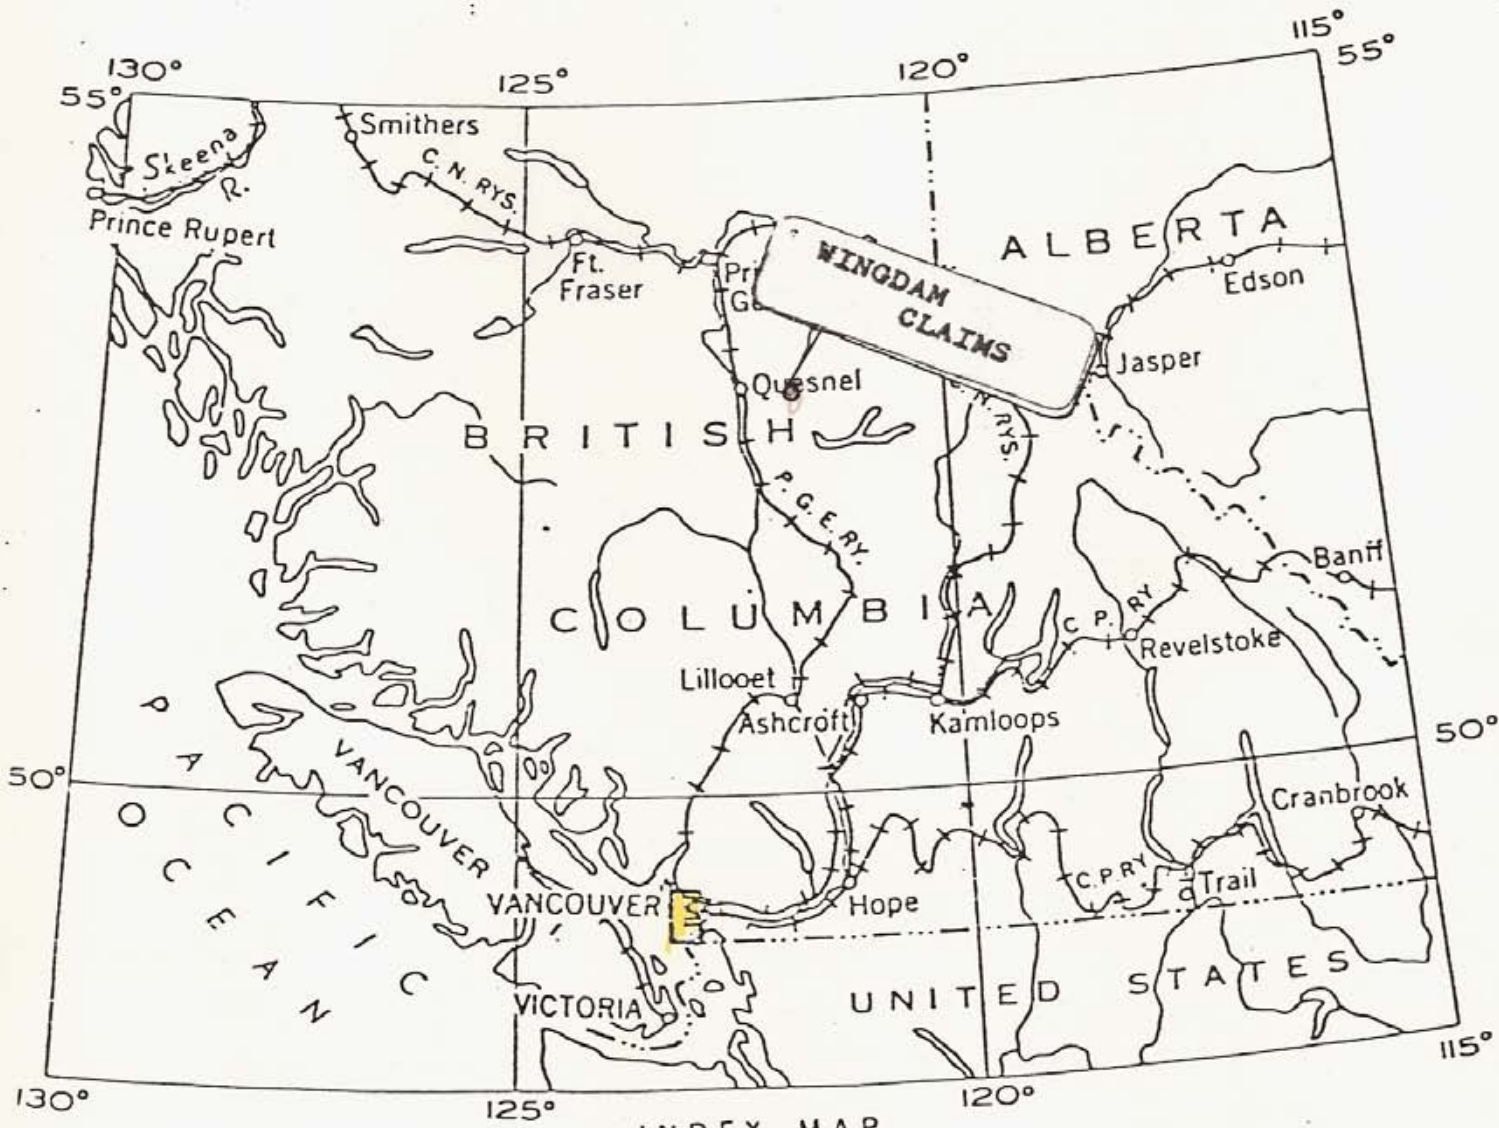 115°
130°
125°
120°
55°
55°
Smithers
Skeena
R.
C. N. RYS.
Prince Rupert
ALBERTA
WINGDAM
CLAIMS
Ft.
Fraser
Edson
Jasper
Quesnel
BRITISH
N. RYS.
P. G. E. RY.
Banff
COLUMBIA
C. P. RY
Revelstoke
Lillooet
Ashcroft
Kamloops
50°
50°
PACIFIC
OCEAN
VANCOUVER
Cranbrook
C.P.RY
Trail
VANCOUVER
Hope
UNITED STATES
VICTORIA
130°
125°
120°
115°
INDEX MAP